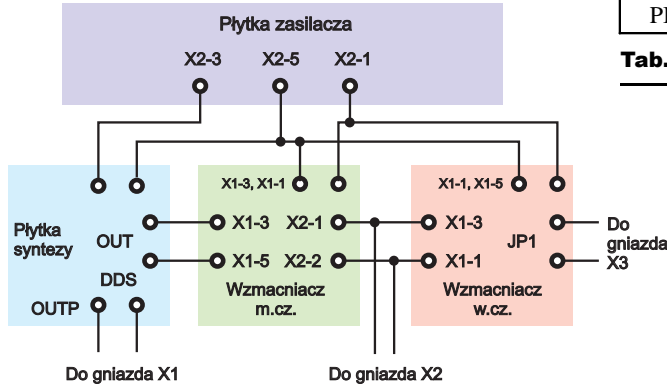 Płytka zasilacza
X2-3 X2-5 X2-1
Pł
Tab.
X1-3, X1-1
X1-1, X1-5
Płytka
syntezy
OUT
DDS
OUTP
X1-3 X2-1
X1-5 X2-2
Wzmacniacz
m.cz.
X1-3
JP1
X1-1
Wzmacniacz
w.cz.
Do
gniazda
X3
Do gniazda X1
Do gniazda X2